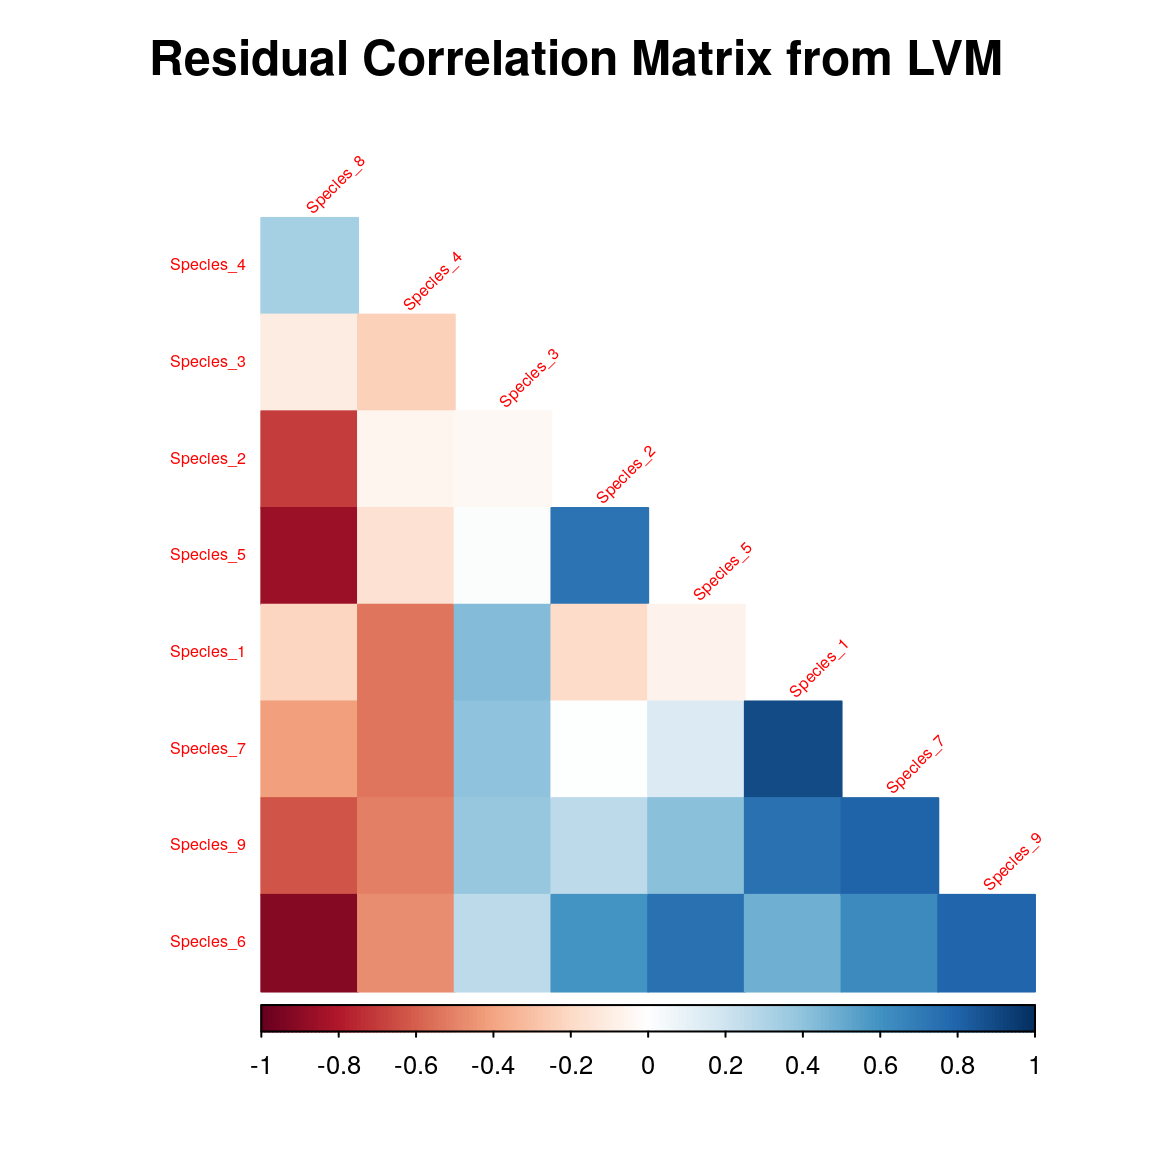 Residual Correlation Matrix from LVM
Species_8
Species_4
Species_4
Species_3
Species_3
Species_2
Species_2
Species_5
Species_5
Species_1
Species_1
Species_7
Species_7
Species_9
Species_9
Species_6
-1 -0.8 -0.6 -0.4 -0.2 0 0.2 0.4 0.6 0.8 1